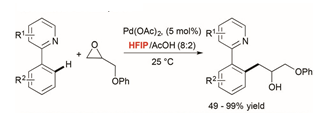 R¹
N
H
R²
+
O
OPh
Pd(OAc)₂, (5 mol%)
HFIP/AcOH (8:2)
25 °C
R¹
N
R²
OH
OPh
49 - 99% yield